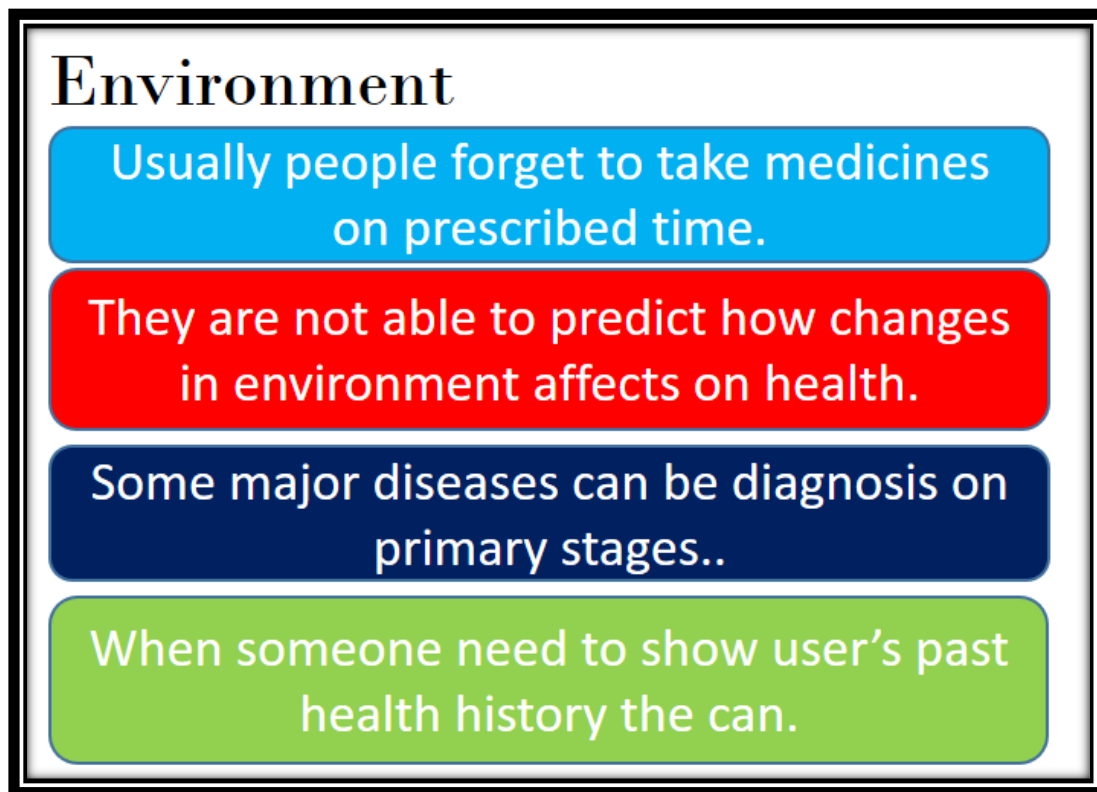 Environment
Usually people forget to take medicines
on prescribed time.
They are not able to predict how changes
in environment affects on health.
Some major diseases can be diagnosis on
primary stages..
When someone need to show user’s past
health history the can.